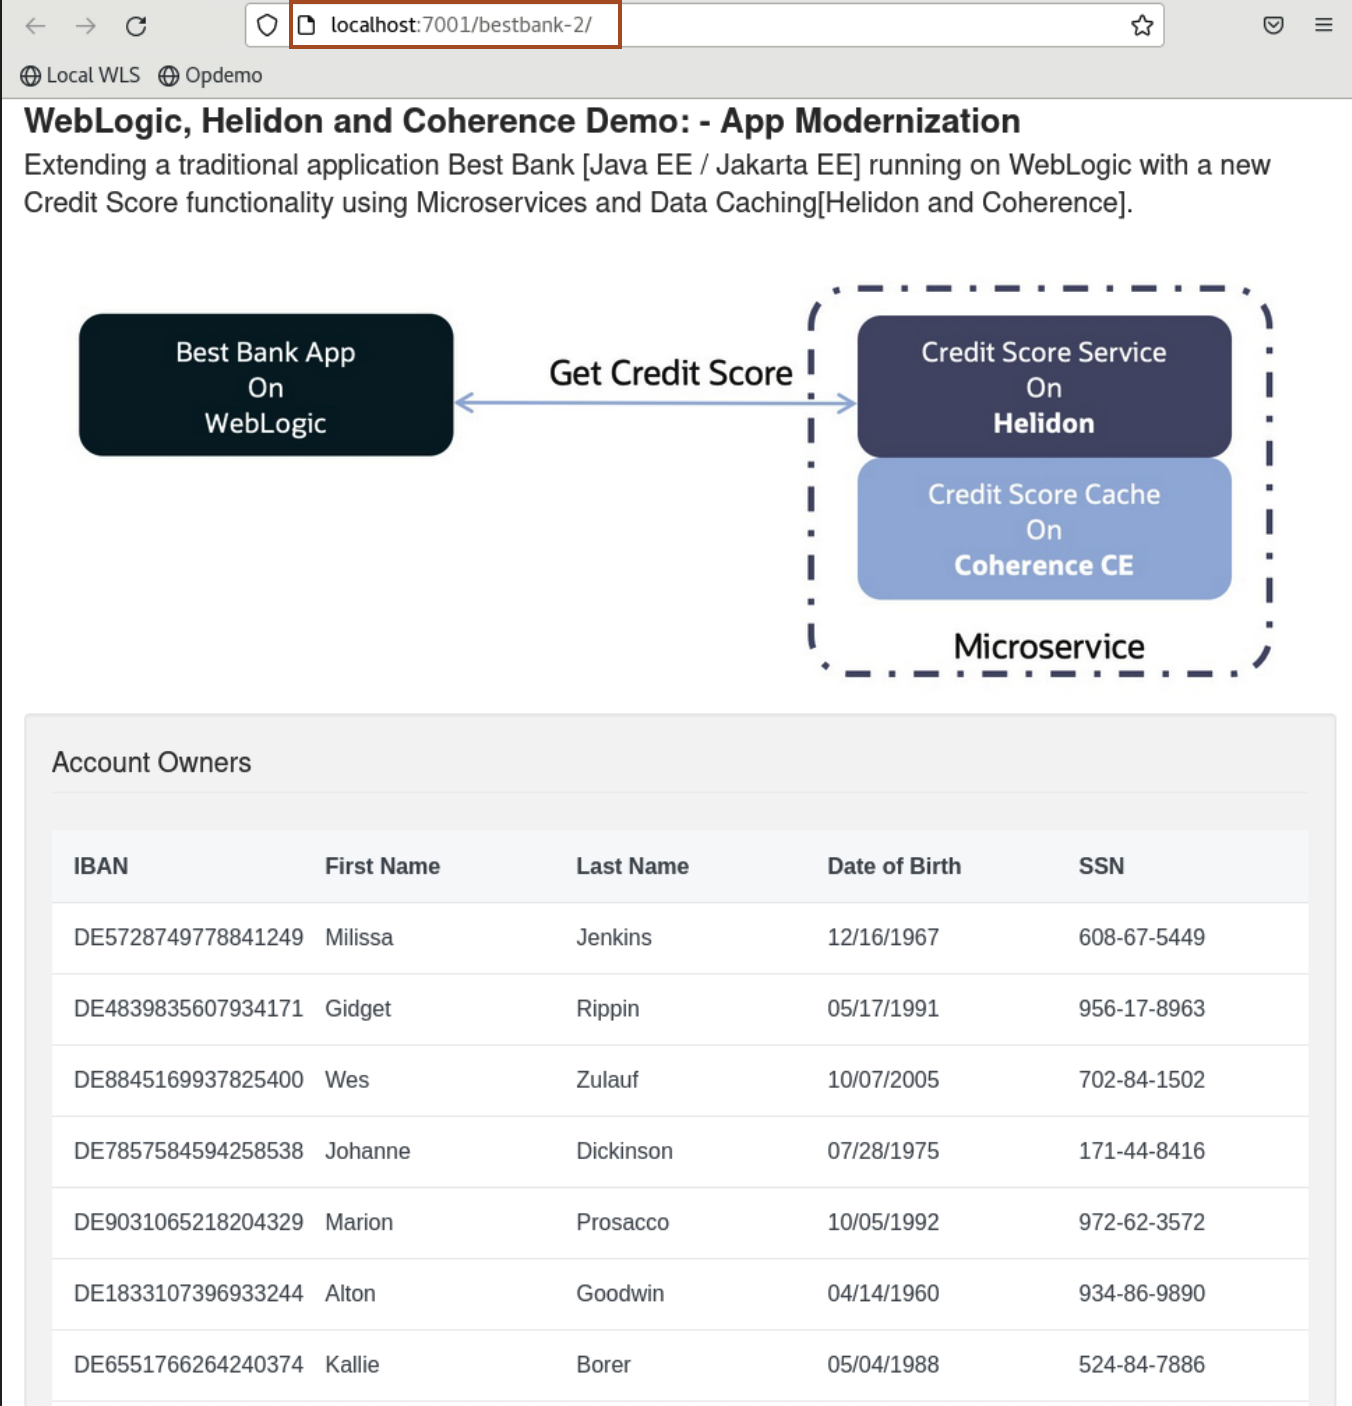 localhost:7001/bestbank-2/
Local WLS Opdemo
WebLogic, Helidon and Coherence Demo: - App Modernization
Extending a traditional application Best Bank [Java EE / Jakarta EE] running on WebLogic with a new
Credit Score functionality using Microservices and Data Caching[Helidon and Coherence].
Best Bank App
On
WebLogic
Get Credit Score
Credit Score Service
On
Helidon
Credit Score Cache
On
Coherence CE
Microservice
Account Owners
IBAN First Name Last Name Date of Birth SSN
DE5728749778841249 Milissa Jenkins 12/16/1967 608-67-5449
DE4839835607934171 Gidget Rippin 05/17/1991 956-17-8963
DE8845169937825400 Wes Zulauf 10/07/2005 702-84-1502
DE7857584594258538 Johanne Dickinson 07/28/1975 171-44-8416
DE9031065218204329 Marion Prosacco 10/05/1992 972-62-3572
DE1833107396933244 Alton Goodwin 04/14/1960 934-86-9890
DE6551766264240374 Kallie Borer 05/04/1988 524-84-7886